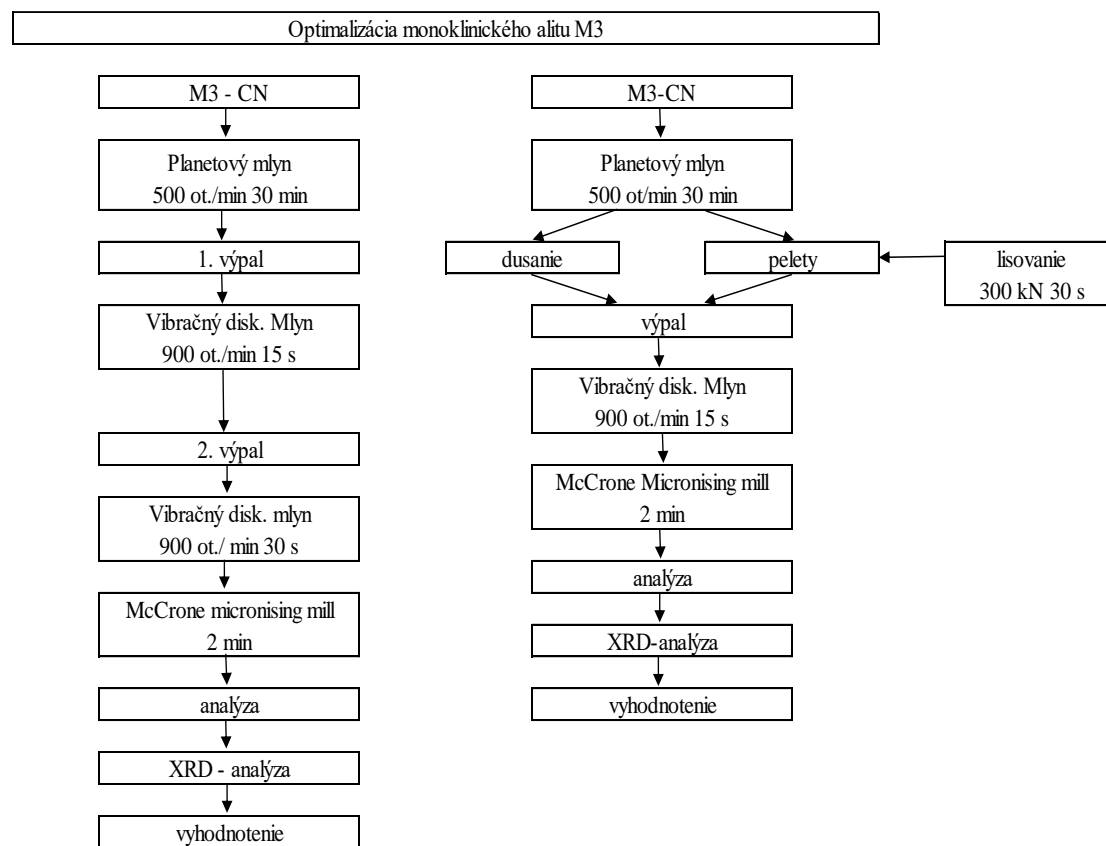 Optimalizácia monoklinického alitu M3
M3 - CN
Planetový mlyn
500 ot./min 30 min
1. výpal
Vibračný disk. Mlyn
900 ot./min 15 s
2. výpal
Vibračný disk. mlyn
900 ot./ min 30 s
McCrone micronising mill
2 min
analýza
XRD - analýza
vyhodnotenie
M3-CN
Planetový mlyn
500 ot/min 30 min
dusanie
pelety
lisovanie
300 kN 30 s
výpal
Vibračný disk. Mlyn
900 ot./min 15 s
McCrone Micronising mill
2 min
analýza
XRD-analýza
vyhodnotenie